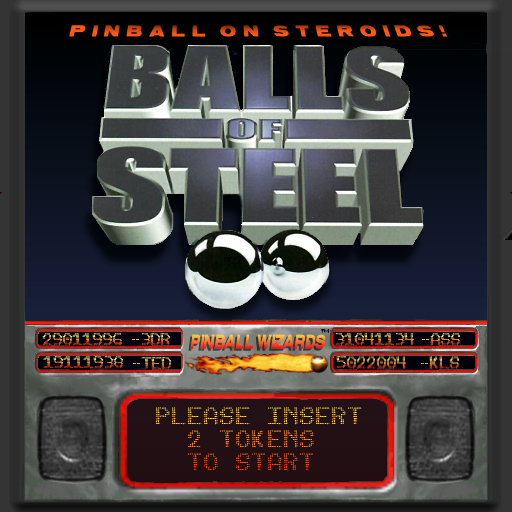 PINBALL ON STEROIDS!
BALLS
OF
STEEL
29011996 -3DR
19111938 -TED
PINBALL WIZARDS™
31041134 -ASS
5022004 -KLS
PLEASE INSERT
2 TOKENS
TO START